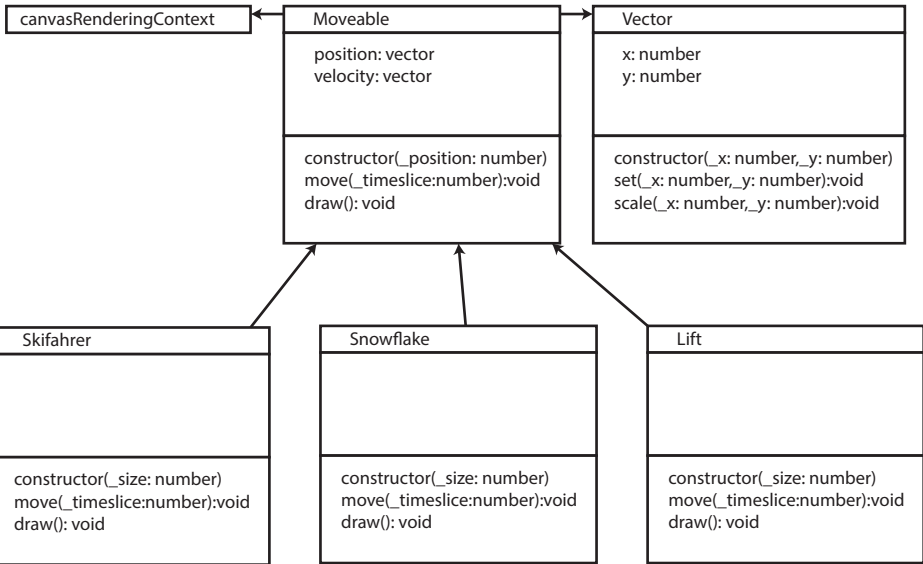 canvasRenderingContext
Moveable
position: vector
velocity: vector
constructor(_position: number)
move(_timeslice:number):void
draw(): void
Vector
x: number
y: number
constructor(_x: number,_y: number)
set(_x: number,_y: number):void
scale(_x: number,_y: number):void
Skifahrer
constructor(_size: number)
move(_timeslice:number):void
draw(): void
Snowflake
constructor(_size: number)
move(_timeslice:number):void
draw(): void
Lift
constructor(_size: number)
move(_timeslice:number):void
draw(): void